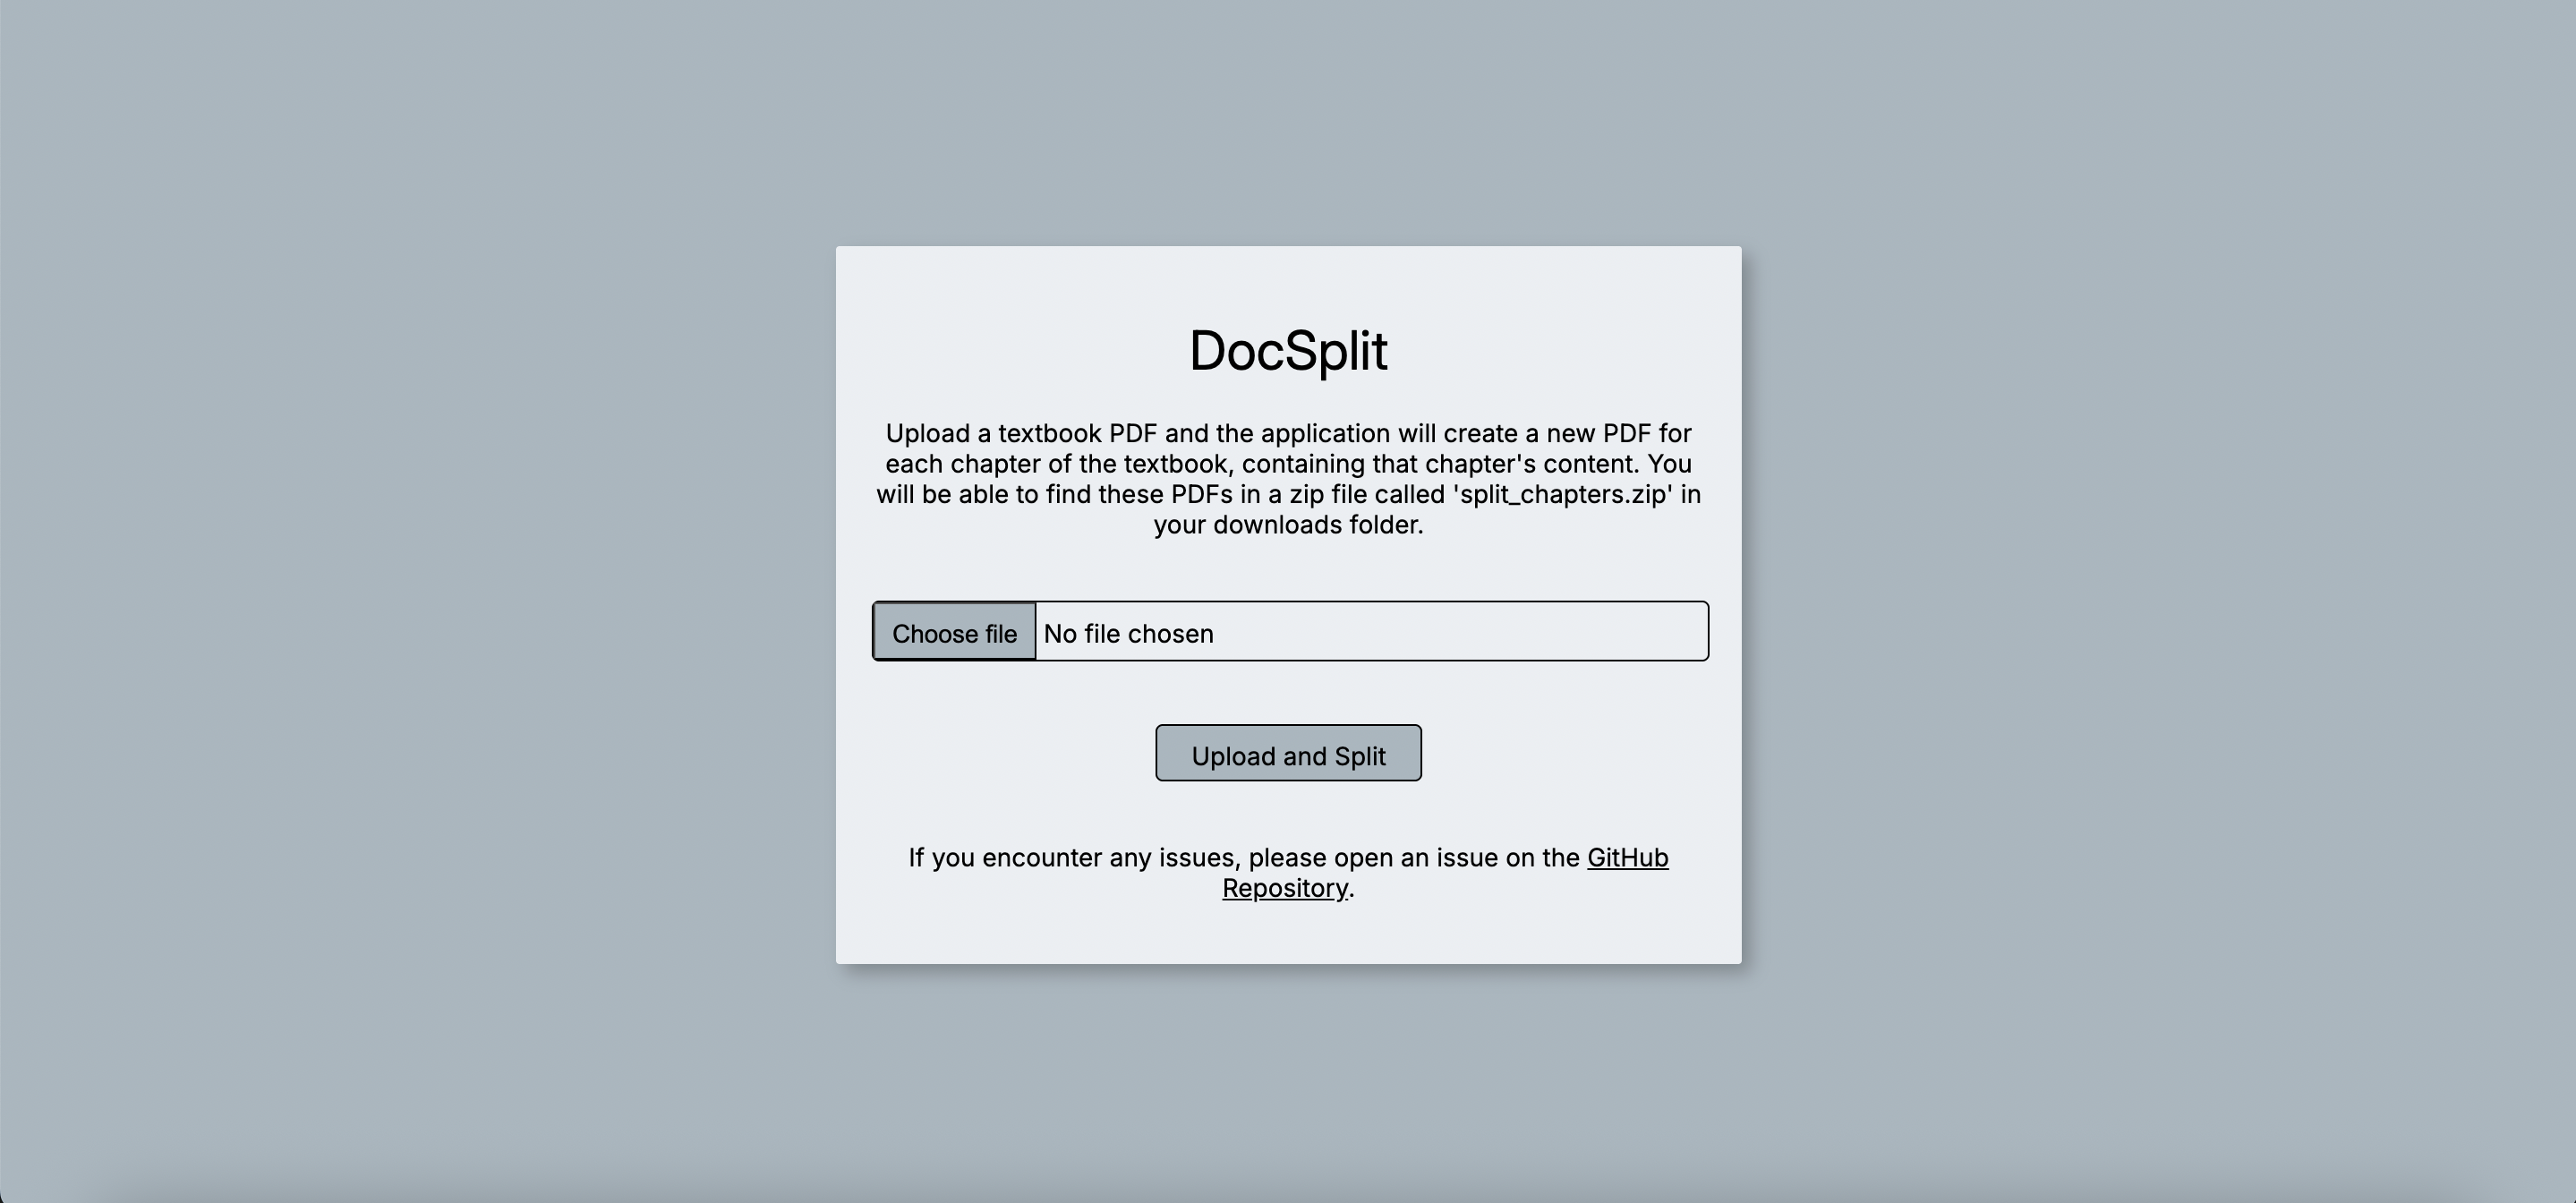 DocSplit
Upload a textbook PDF and the application will create a new PDF for
each chapter of the textbook, containing that chapter's content. You
will be able to find these PDFs in a zip file called 'split_chapters.zip' in
your downloads folder.
Choose file No file chosen
Upload and Split
If you encounter any issues, please open an issue on the GitHub
Repository.